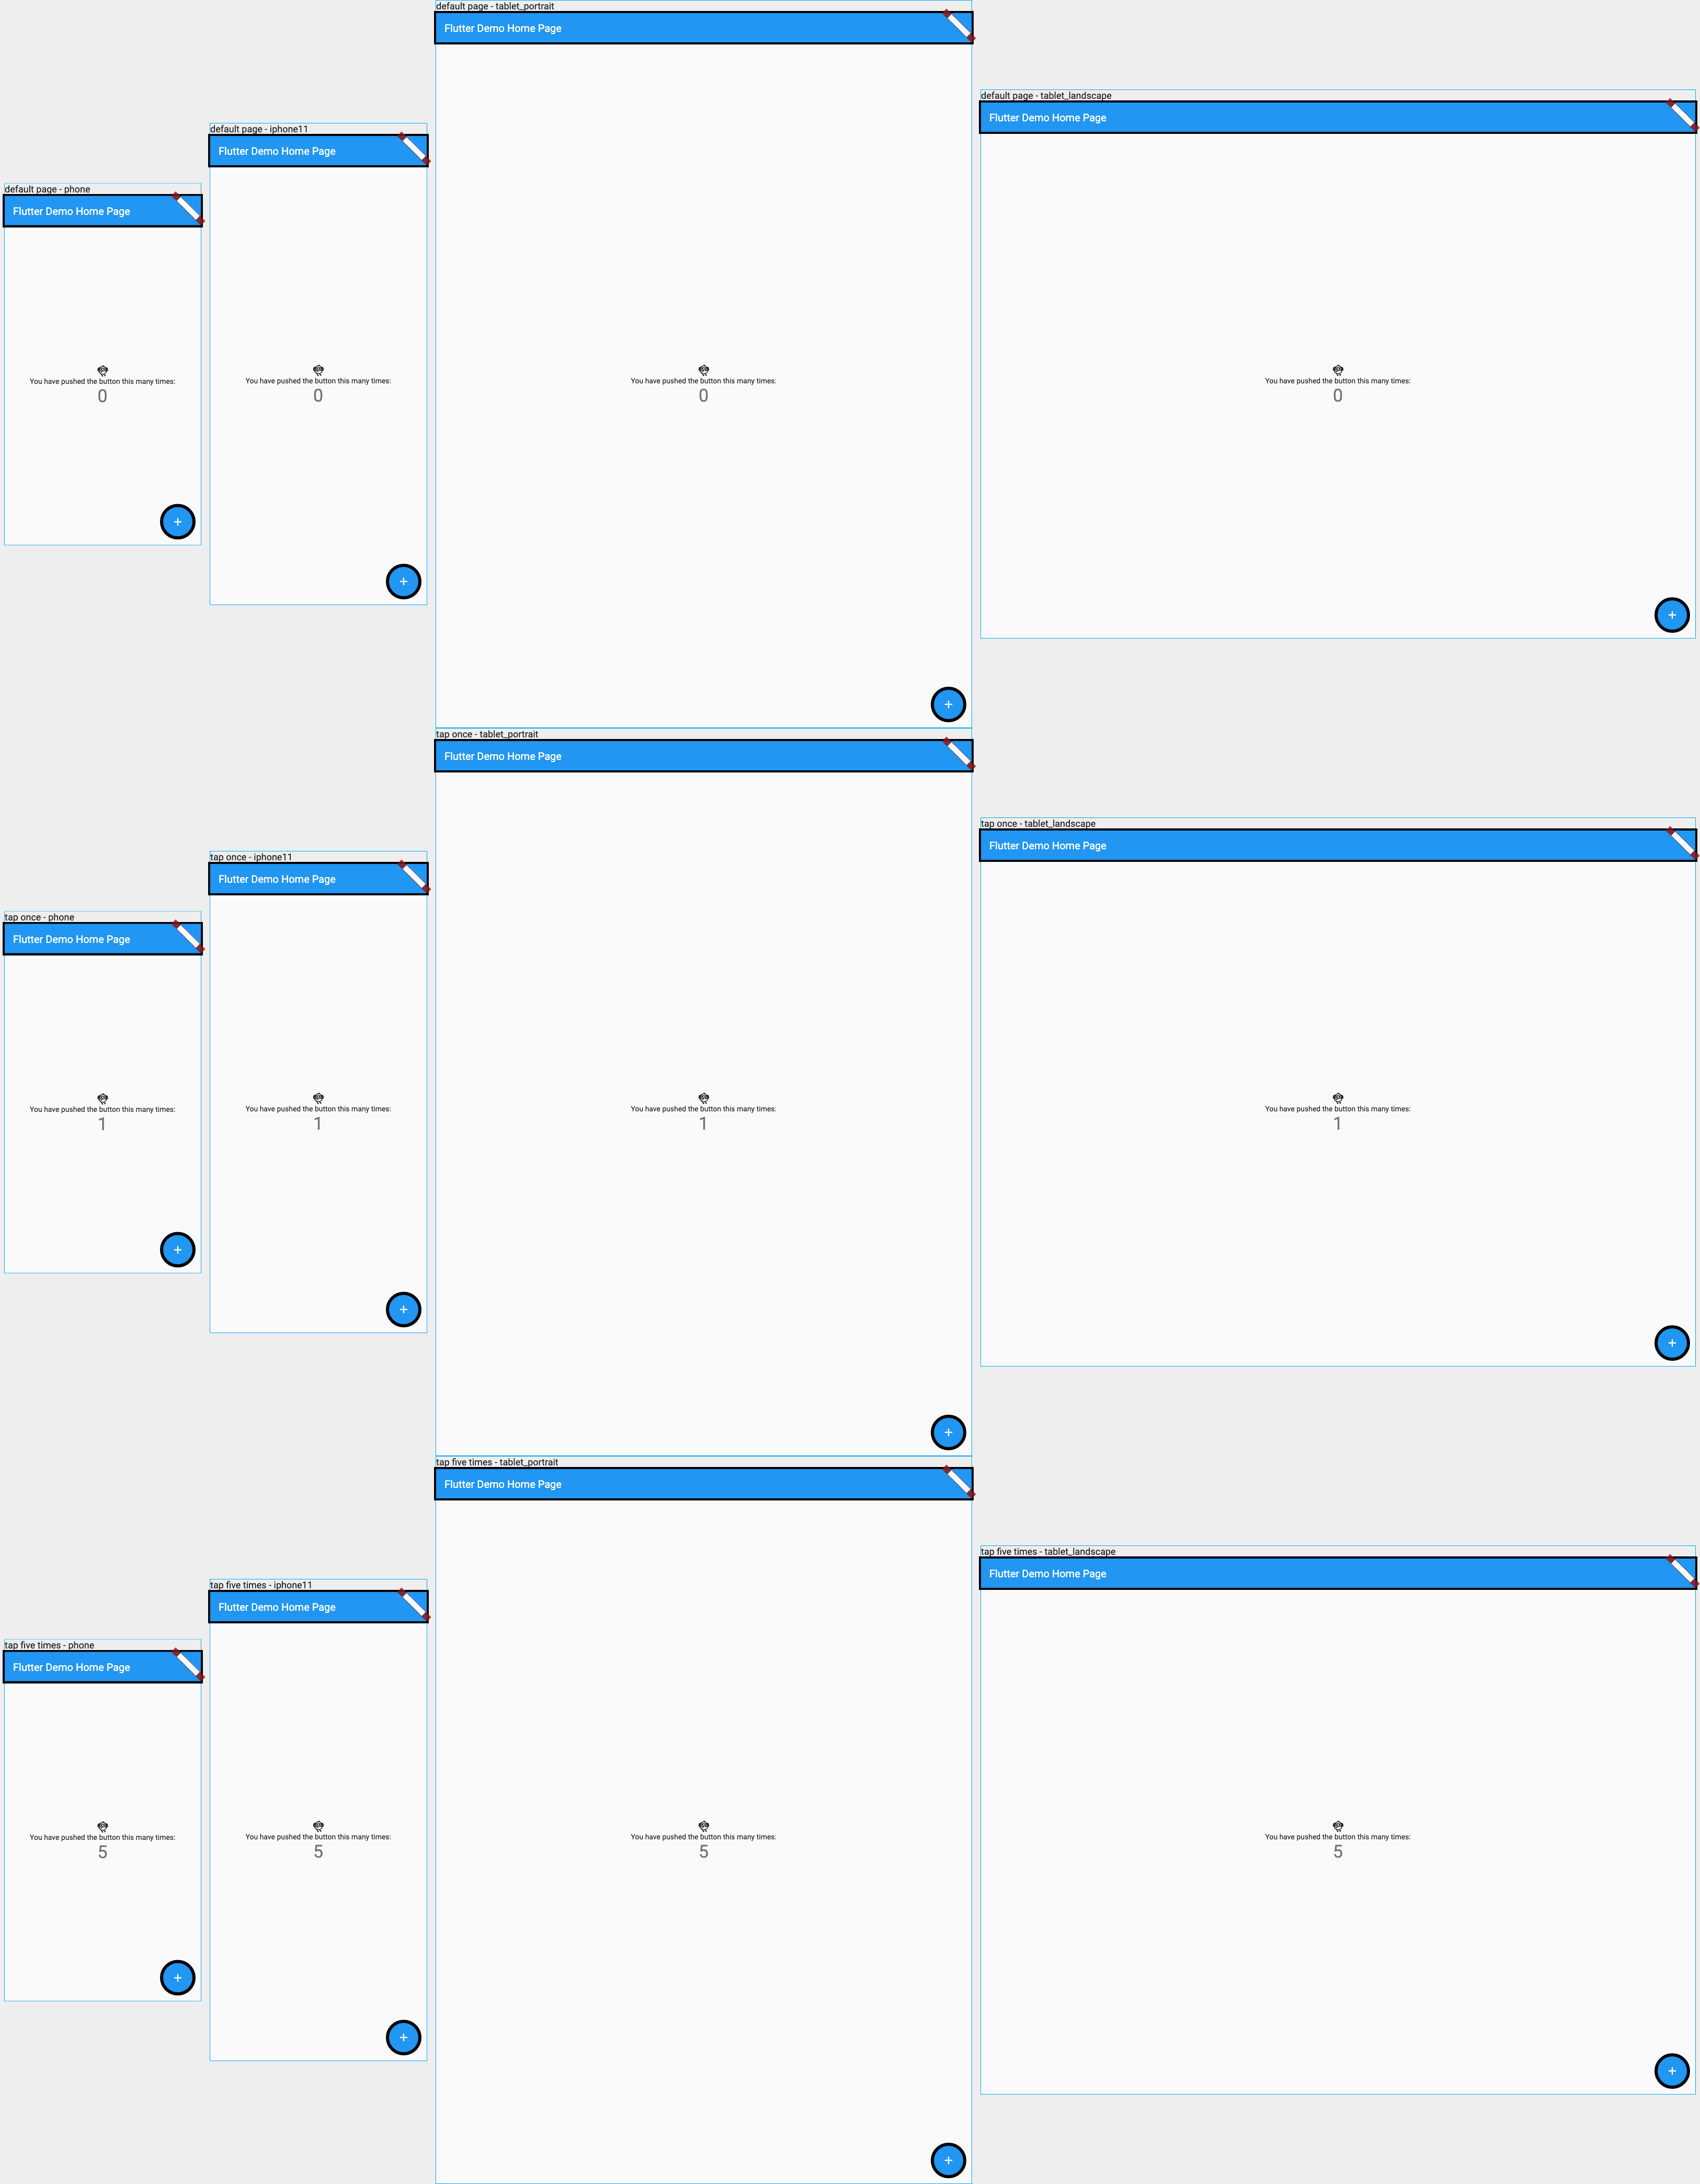 default page - phone
Flutter Demo Home Page
You have pushed the button this many times:
0
+
default page - iphone11
Flutter Demo Home Page
You have pushed the button this many times:
0
+
default page - tablet_portrait
Flutter Demo Home Page
You have pushed the button this many times:
0
+
default page - tablet_landscape
Flutter Demo Home Page
You have pushed the button this many times:
0
+
tap once - phone
Flutter Demo Home Page
You have pushed the button this many times:
1
+
tap once - iphone11
Flutter Demo Home Page
You have pushed the button this many times:
1
+
tap once - tablet_portrait
Flutter Demo Home Page
You have pushed the button this many times:
1
+
tap once - tablet_landscape
Flutter Demo Home Page
You have pushed the button this many times:
1
+
tap five times - phone
Flutter Demo Home Page
You have pushed the button this many times:
5
+
tap five times - iphone11
Flutter Demo Home Page
You have pushed the button this many times:
5
+
tap five times - tablet_portrait
Flutter Demo Home Page
You have pushed the button this many times:
5
+
tap five times - tablet_landscape
Flutter Demo Home Page
You have pushed the button this many times:
5
+